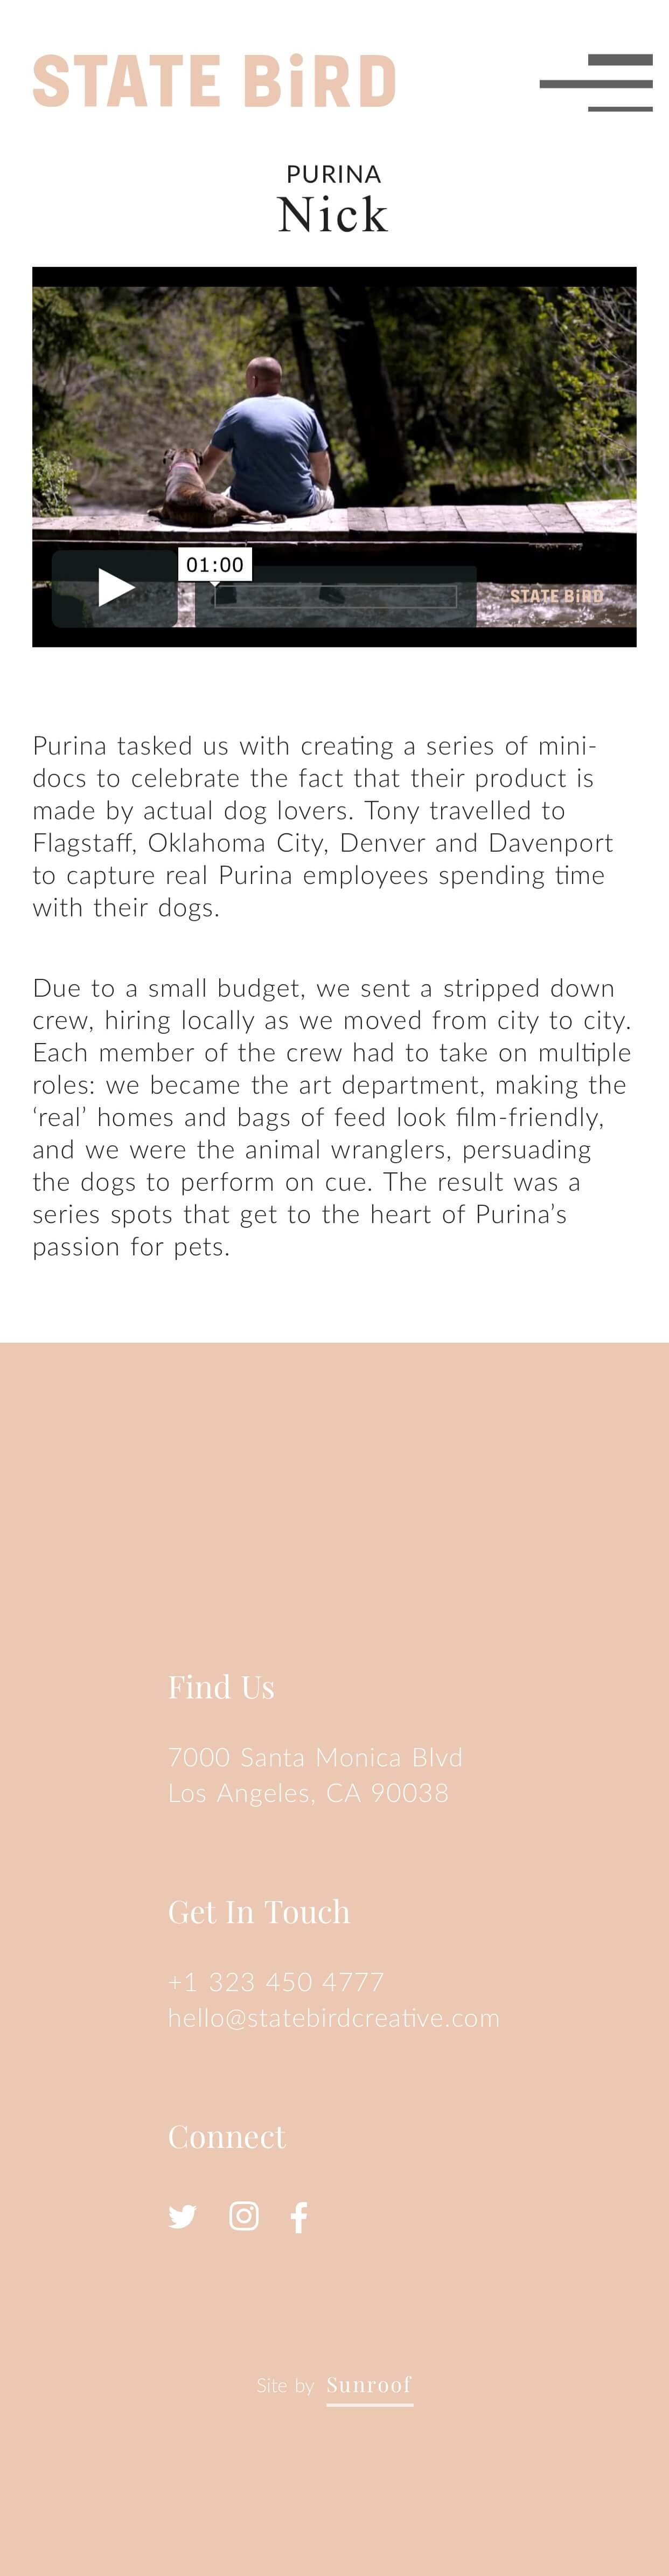 STATE BiRD
PURINA
Nick
01:00
STATE BiRD
Purina tasked us with creating a series of mini-
docs to celebrate the fact that their product is
made by actual dog lovers. Tony travelled to
Flagstaff, Oklahoma City, Denver and Davenport
to capture real Purina employees spending time
with their dogs.
Due to a small budget, we sent a stripped down
crew, hiring locally as we moved from city to city.
Each member of the crew had to take on multiple
roles: we became the art department, making the
‘real’ homes and bags of feed look film-friendly,
and we were the animal wranglers, persuading
the dogs to perform on cue. The result was a
series spots that get to the heart of Purina’s
passion for pets.
Find Us
7000 Santa Monica Blvd
Los Angeles, CA 90038
Get In Touch
+1 323 450 4777
hello@statebirdcreative.com
Connect
Site by Sunroof